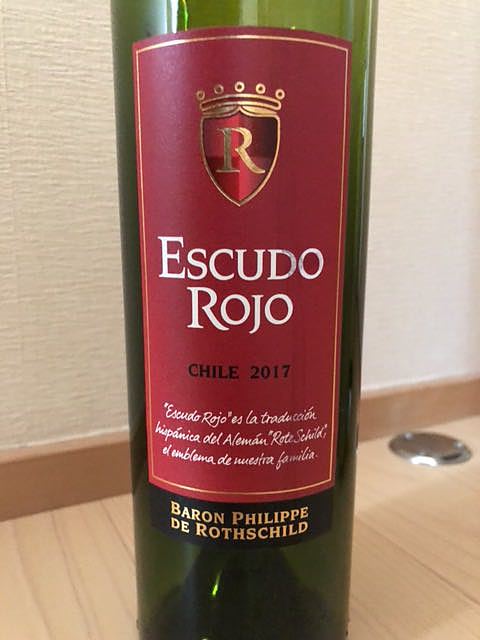 R
ESCUDO
ROJO
CHILE 2017
"Escudo Rojo" es la traducción
hispánica del Alemán "Rote Schild",
el emblema de nuestra familia.
BARON PHILIPPE
DE ROTHSCHILD